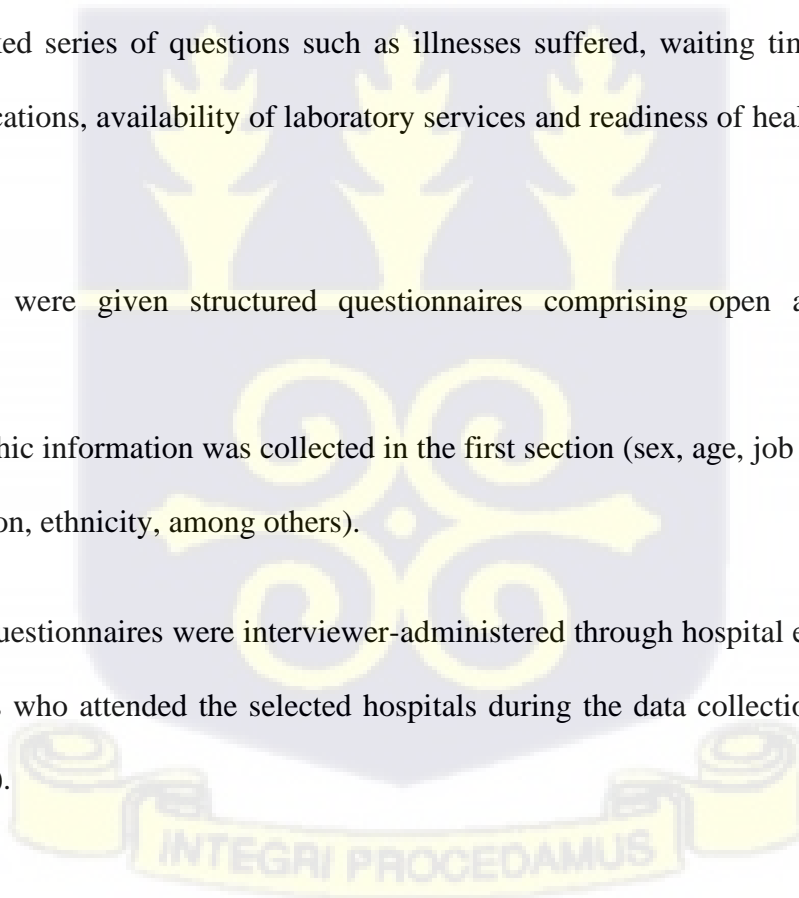 ked series of questions such as illnesses suffered, waiting tim
cations, availability of laboratory services and readiness of heal
were given structured questionnaires comprising open a
hic information was collected in the first section (sex, age, job
on, ethnicity, among others).
uestionnaires were interviewer-administered through hospital e
s who attended the selected hospitals during the data collectio
).
INTEGRI PROCEDAMUS